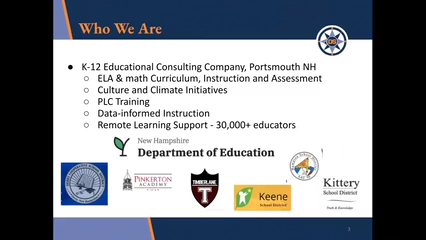 Who We Are
● K-12 Educational Consulting Company, Portsmouth NH
○ ELA & math Curriculum, Instruction and Assessment
○ Culture and Climate Initiatives
○ PLC Training
○ Data-informed Instruction
○ Remote Learning Support - 30,000+ educators
New Hampshire
Department of Education
PINKERTON
ACADEMY
TIMBERLANE
T
Keene
School District
Kittery
School District
3